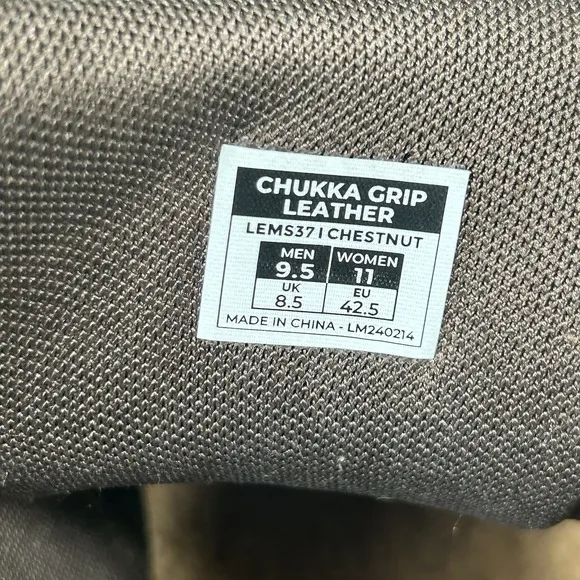 CHUKKA GRIP
LEATHER
LEMS37 | CHESTNUT
MEN WOMEN
9.5 11
UK EU
8.5 42.5
MADE IN CHINA - LM240214